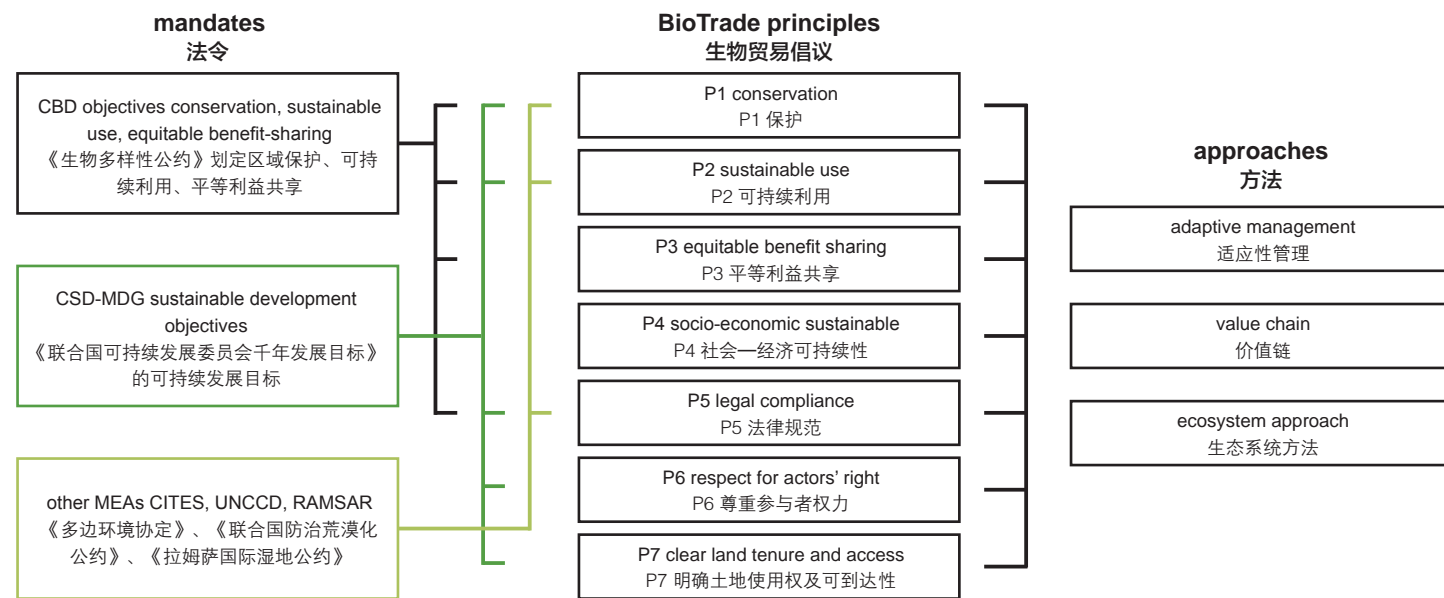 mandates
法令
CBD objectives conservation, sustainable
use, equitable benefit-sharing
《生物多样性公约》划定区域保护、可持
续利用、平等利益共享
CSD-MDG sustainable development
objectives
《联合国可持续发展委员会千年发展目标》
的可持续发展目标
other MEAs CITES, UNCCD, RAMSAR
《多边环境协定》、《联合国防治荒漠化
公约》、《拉姆萨国际湿地公约》
BioTrade principles
生物贸易倡议
P1 conservation
P1 保护
P2 sustainable use
P2 可持续利用
P3 equitable benefit sharing
P3 平等利益共享
P4 socio-economic sustainable
P4 社会—经济可持续性
P5 legal compliance
P5 法律规范
P6 respect for actors' right
P6 尊重参与者权力
P7 clear land tenure and access
P7 明确土地使用权及可到达性
approaches
方法
adaptive management
适应性管理
value chain
价值链
ecosystem approach
生态系统方法